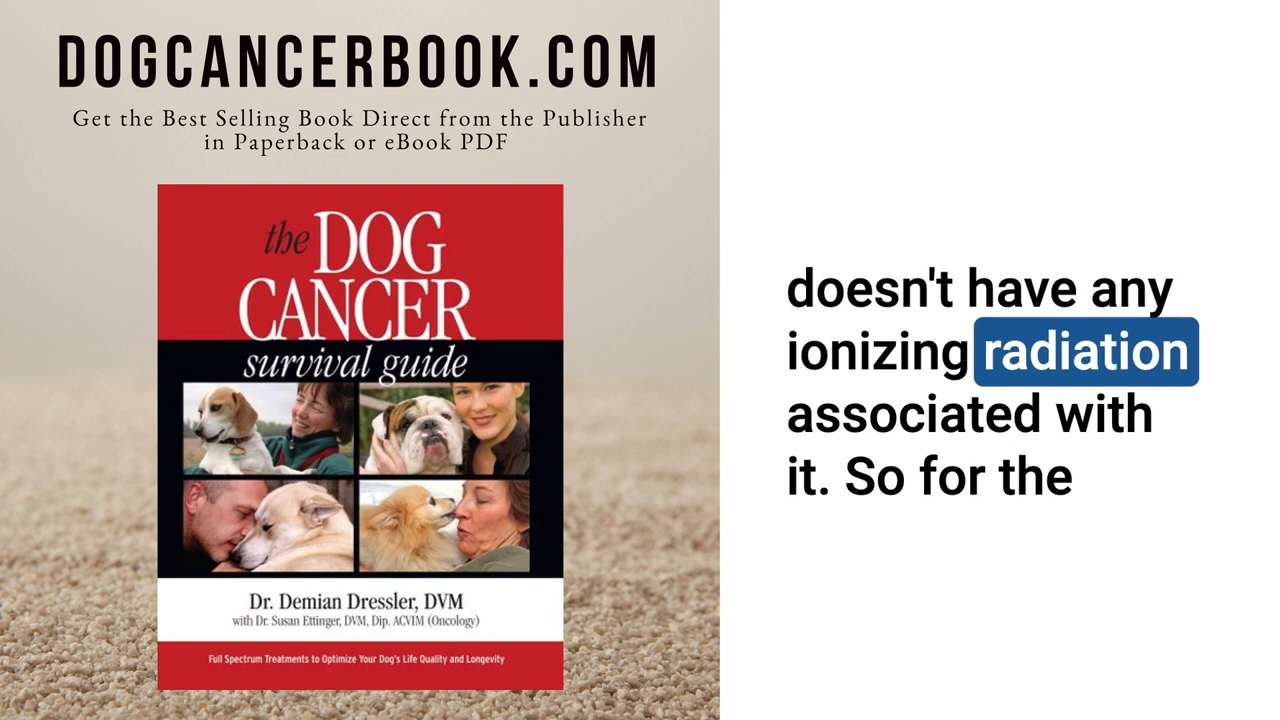 DOGCANCERBOOK.COM
Get the Best Selling Book Direct from the Publisher
in Paperback or eBook PDF
the DOG
CANCER
survival guide
Dr. Demian Dressler, DVM
with Dr. Susan Ettinger, DVM, Dip. ACVIM (Oncology)
Full Spectrum Treatments to Optimize Your Dog's Life Quality and Longevity
doesn't have any
ionizing radiation
associated with
it. So for the